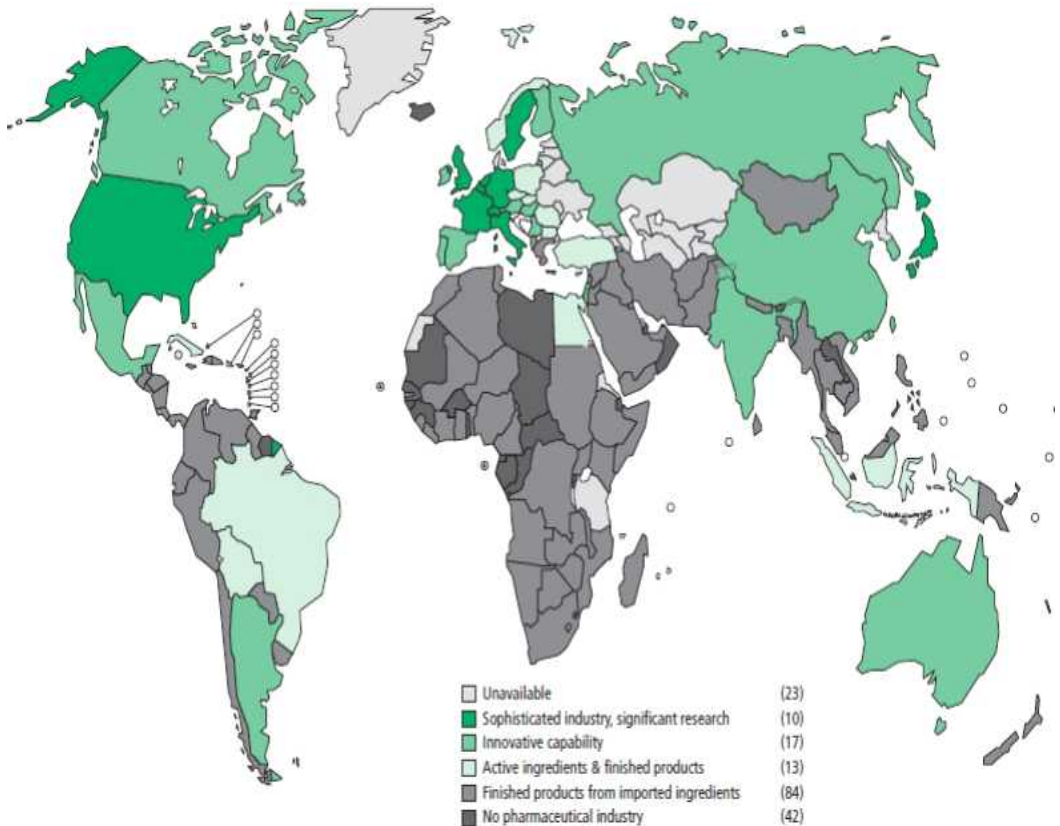 Unavailable (23)
Sophisticated industry, significant research (10)
Innovative capability (17)
Active ingredients & finished products (13)
Finished products from imported ingredients (84)
No pharmaceutical industry (42)